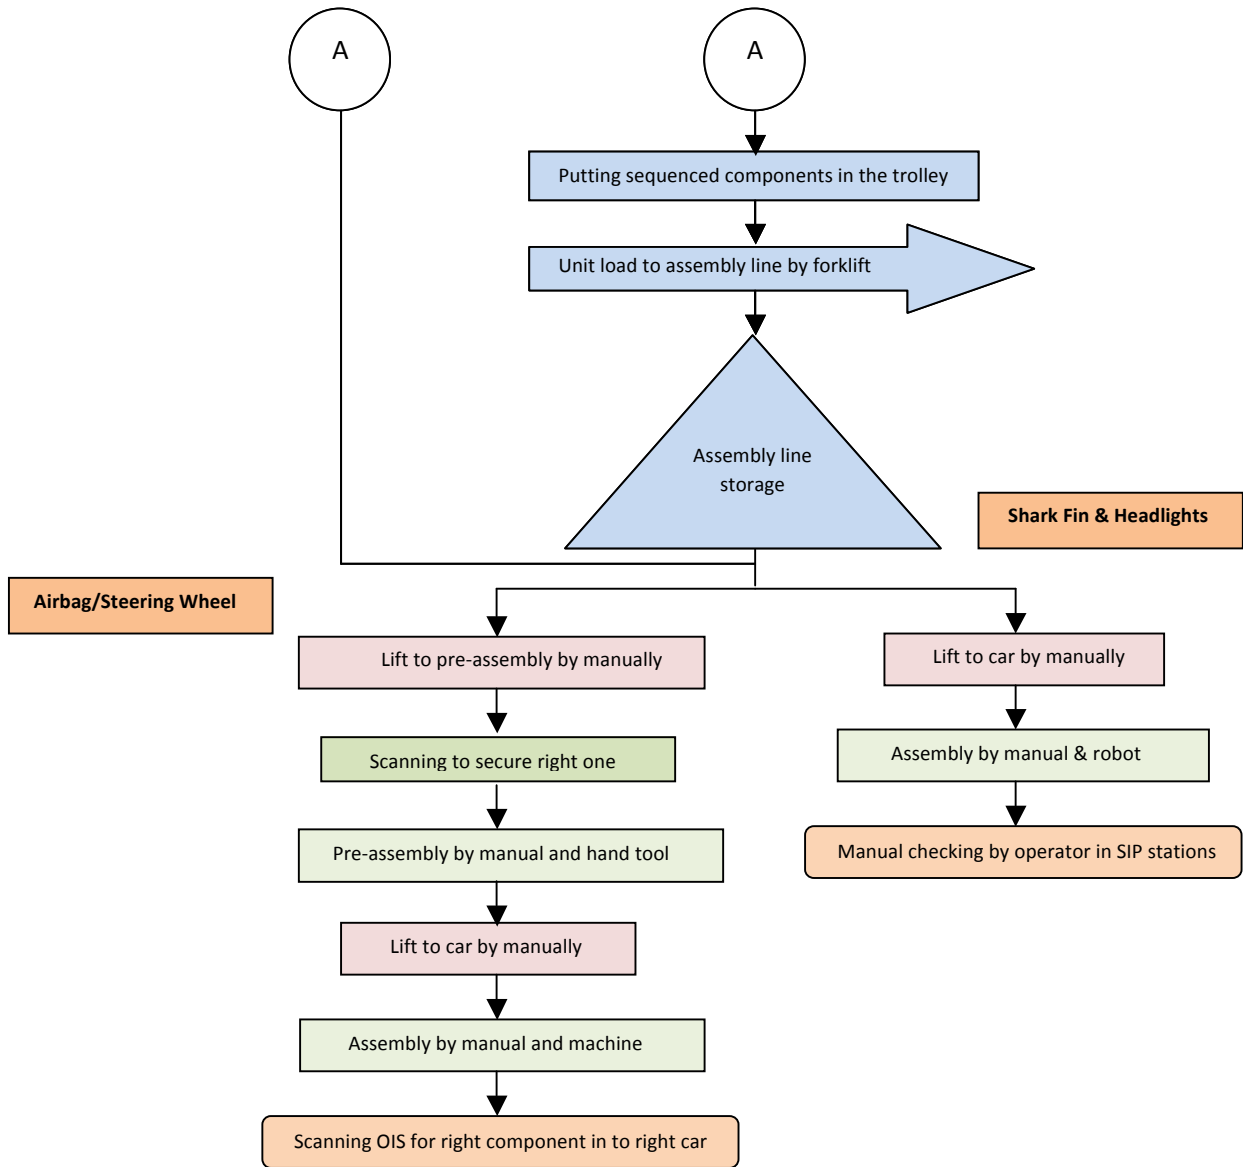 A
A
Putting sequenced components in the trolley
Unit load to assembly line by forklift
Assembly line
storage
Shark Fin & Headlights
Airbag/Steering Wheel
Lift to pre-assembly by manually
Lift to car by manually
Scanning to secure right one
Assembly by manual & robot
Pre-assembly by manual and hand tool
Manual checking by operator in SIP stations
Lift to car by manually
Assembly by manual and machine
Scanning OIS for right component in to right car